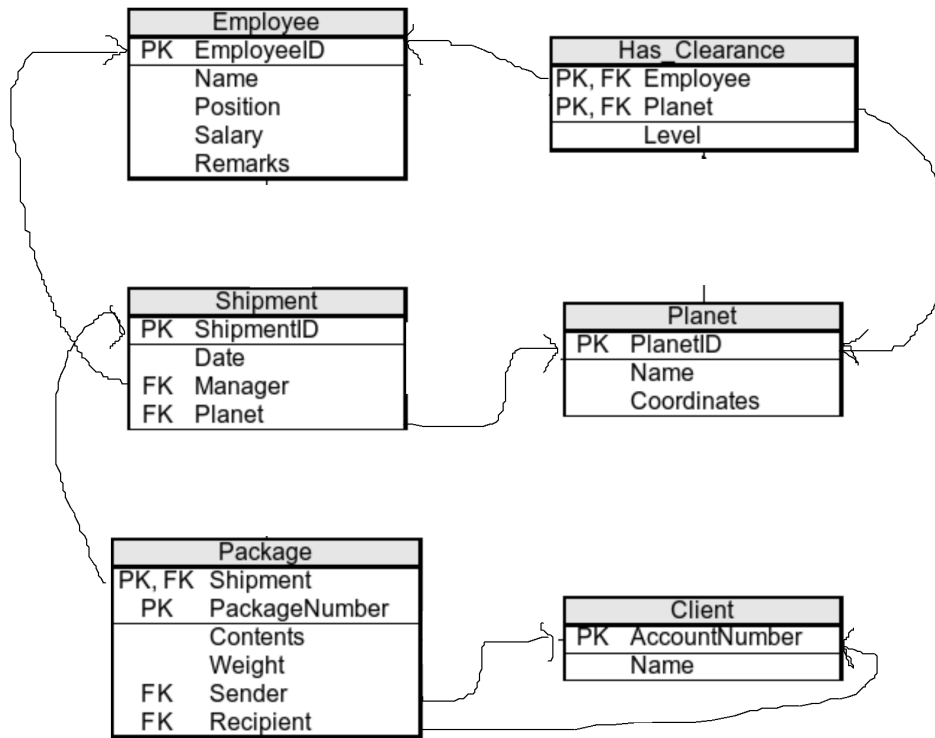 Employee
PK EmployeeID
Name
Position
Salary
Remarks
Has_Clearance
PK, FK Employee
PK, FK Planet
Level
Shipment
PK ShipmentID
Date
FK Manager
FK Planet
Planet
PK PlanetID
Name
Coordinates
Package
PK, FK Shipment
PK PackageNumber
Contents
Weight
FK Sender
FK Recipient
Client
PK AccountNumber
Name